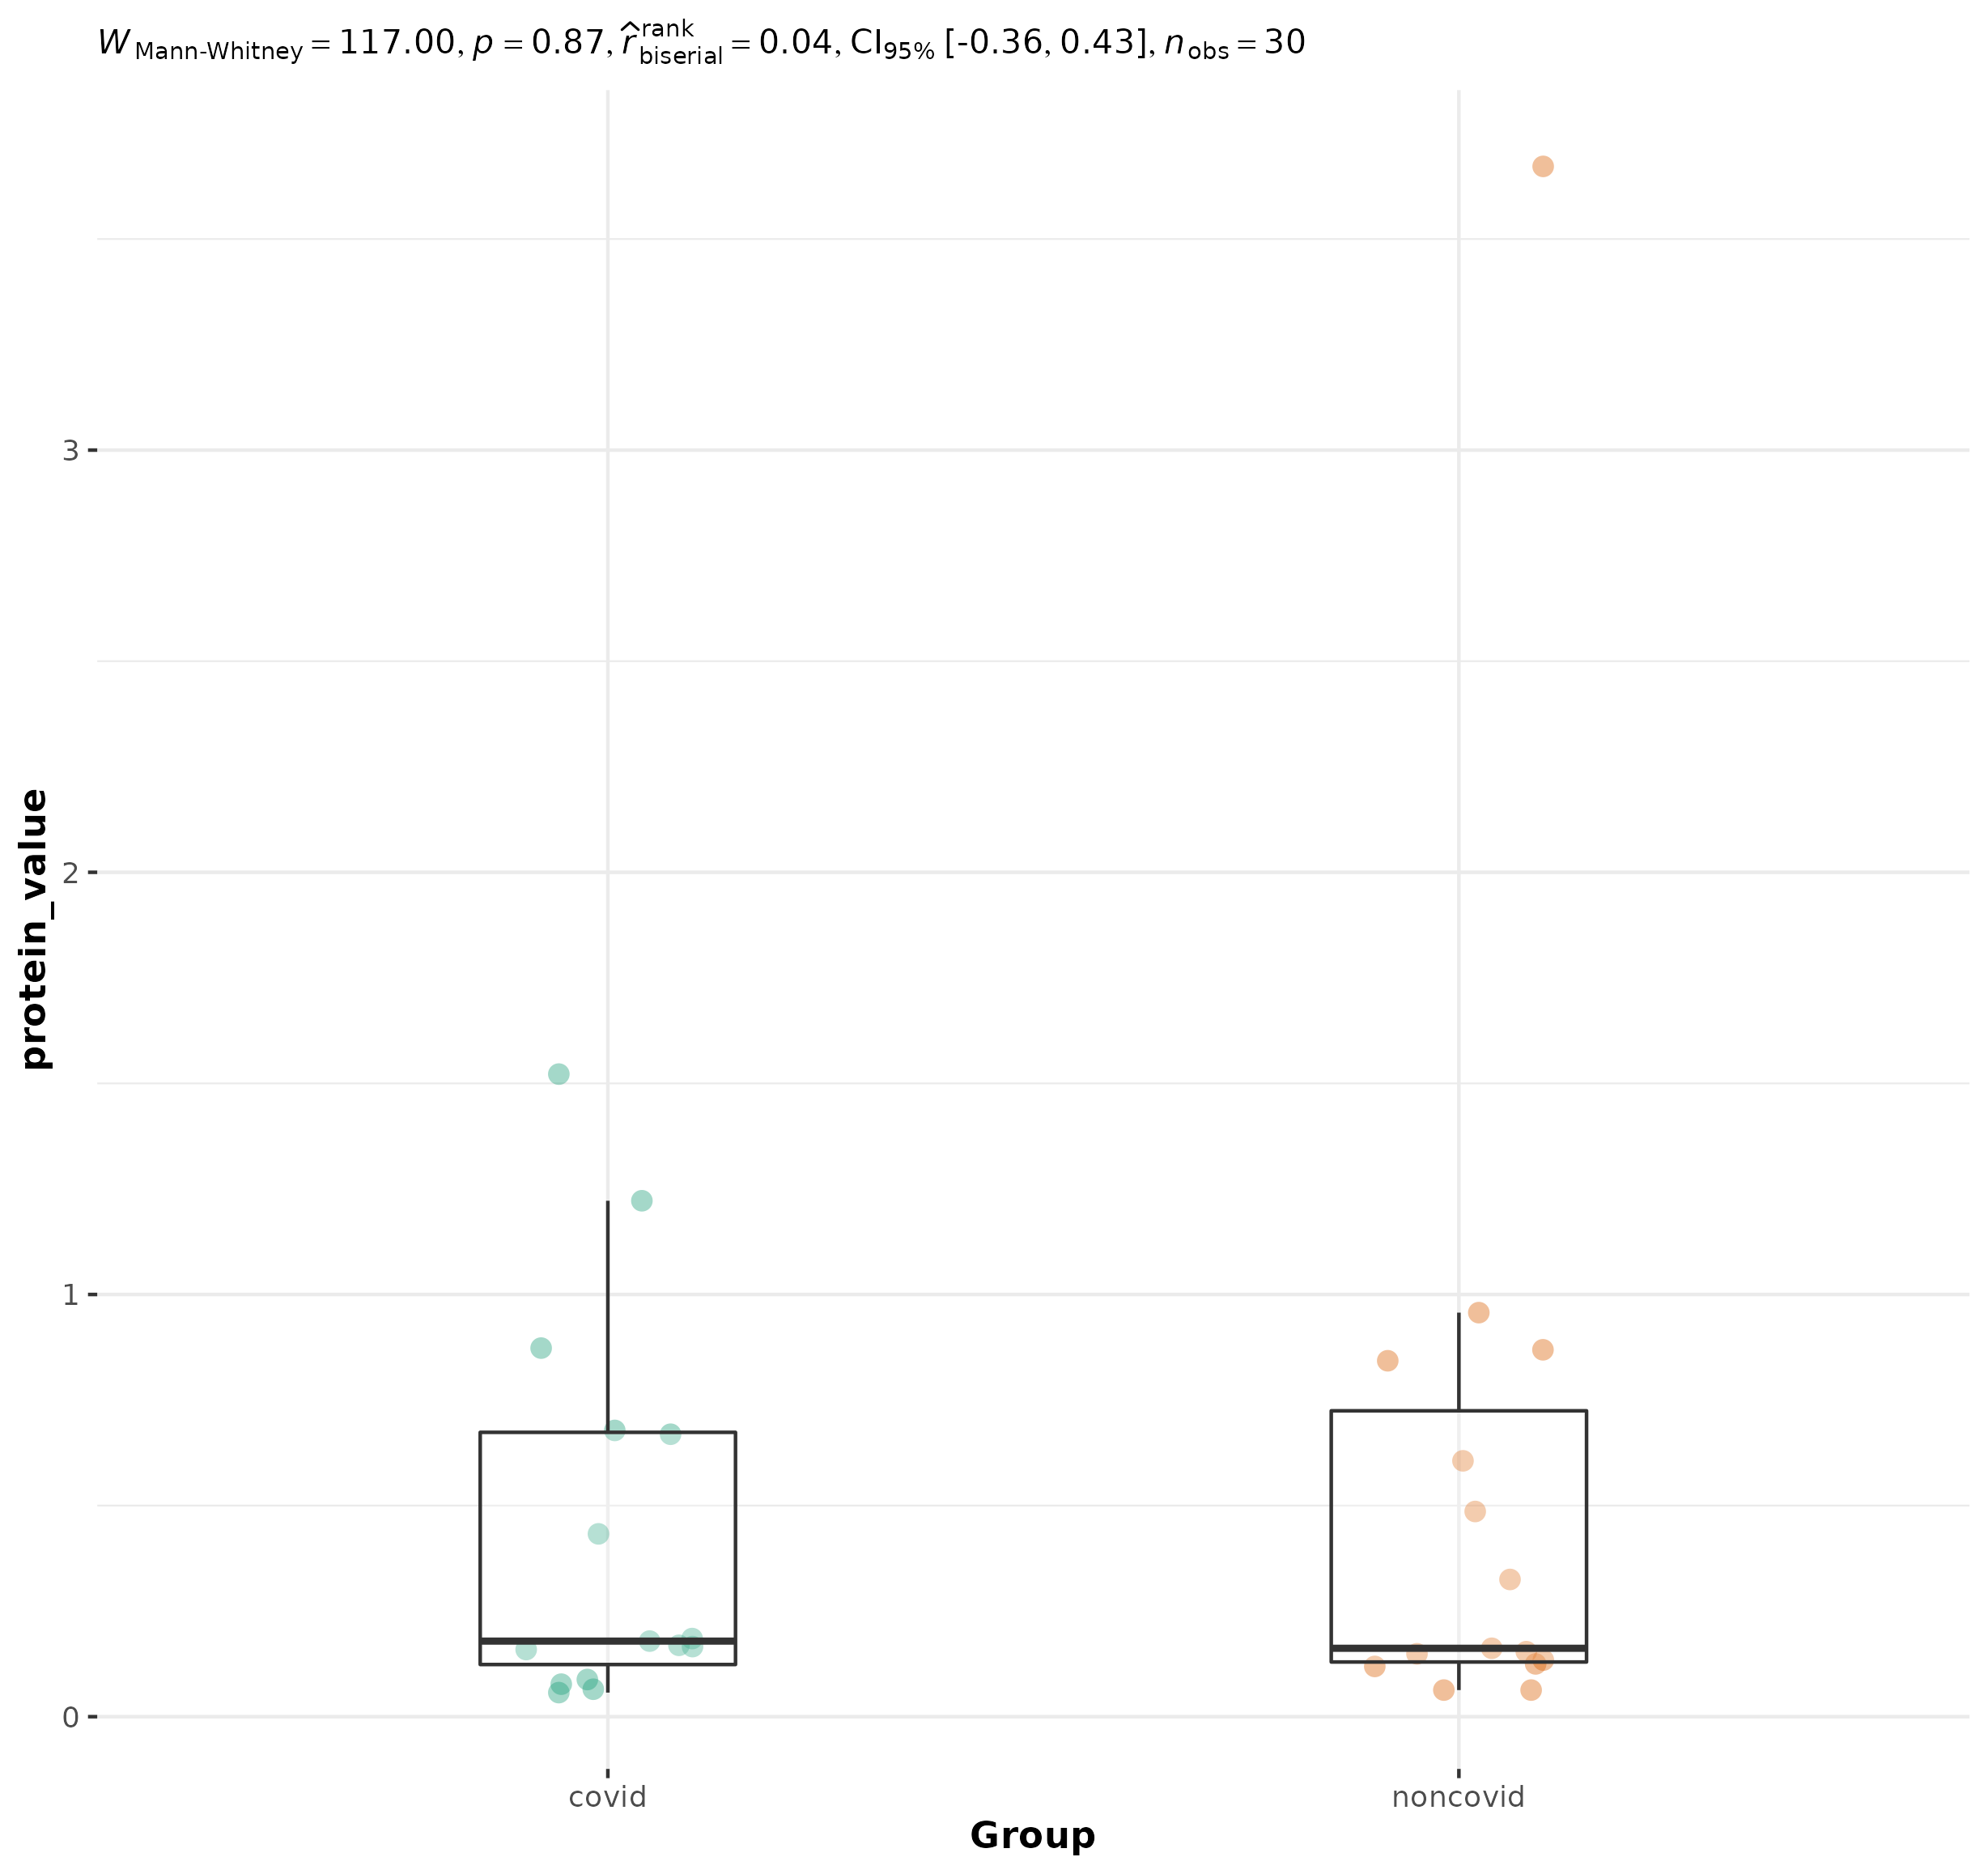 W Mann-Whitney = 117.00, p = 0.87, r̂ rank biserial = 0.04, CI95% [-0.36, 0.43], n obs = 30
protein_value
3
2
1
0
covid noncovid
Group